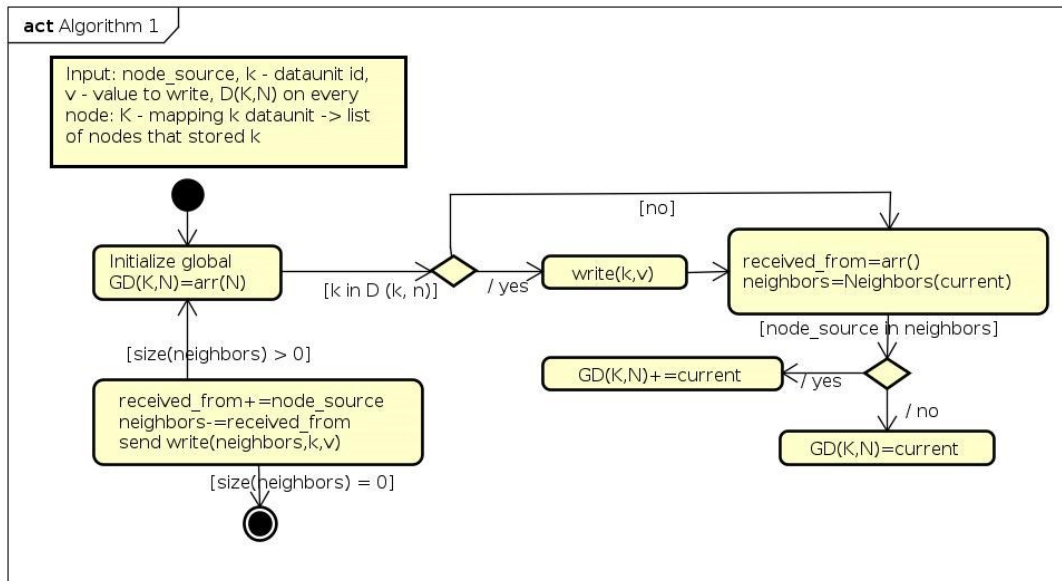 act Algorithm 1
Input: node_source, k - dataunit id,
v - value to write, D(K,N) on every
node: K - mapping k dataunit -> list
of nodes that stored k
[no]
Initialize global
GD(K,N)=arr(N)
[k in D (k, n)]
/ yes
write(k,v)
received_from=arr()
neighbors=Neighbors(current)
[node_source in neighbors]
[size(neighbors) > 0]
GD(K,N)+=current
/ yes
/ no
received_from+=node_source
neighbors-=received_from
send write(neighbors,k,v)
GD(K,N)=current
[size(neighbors) = 0]